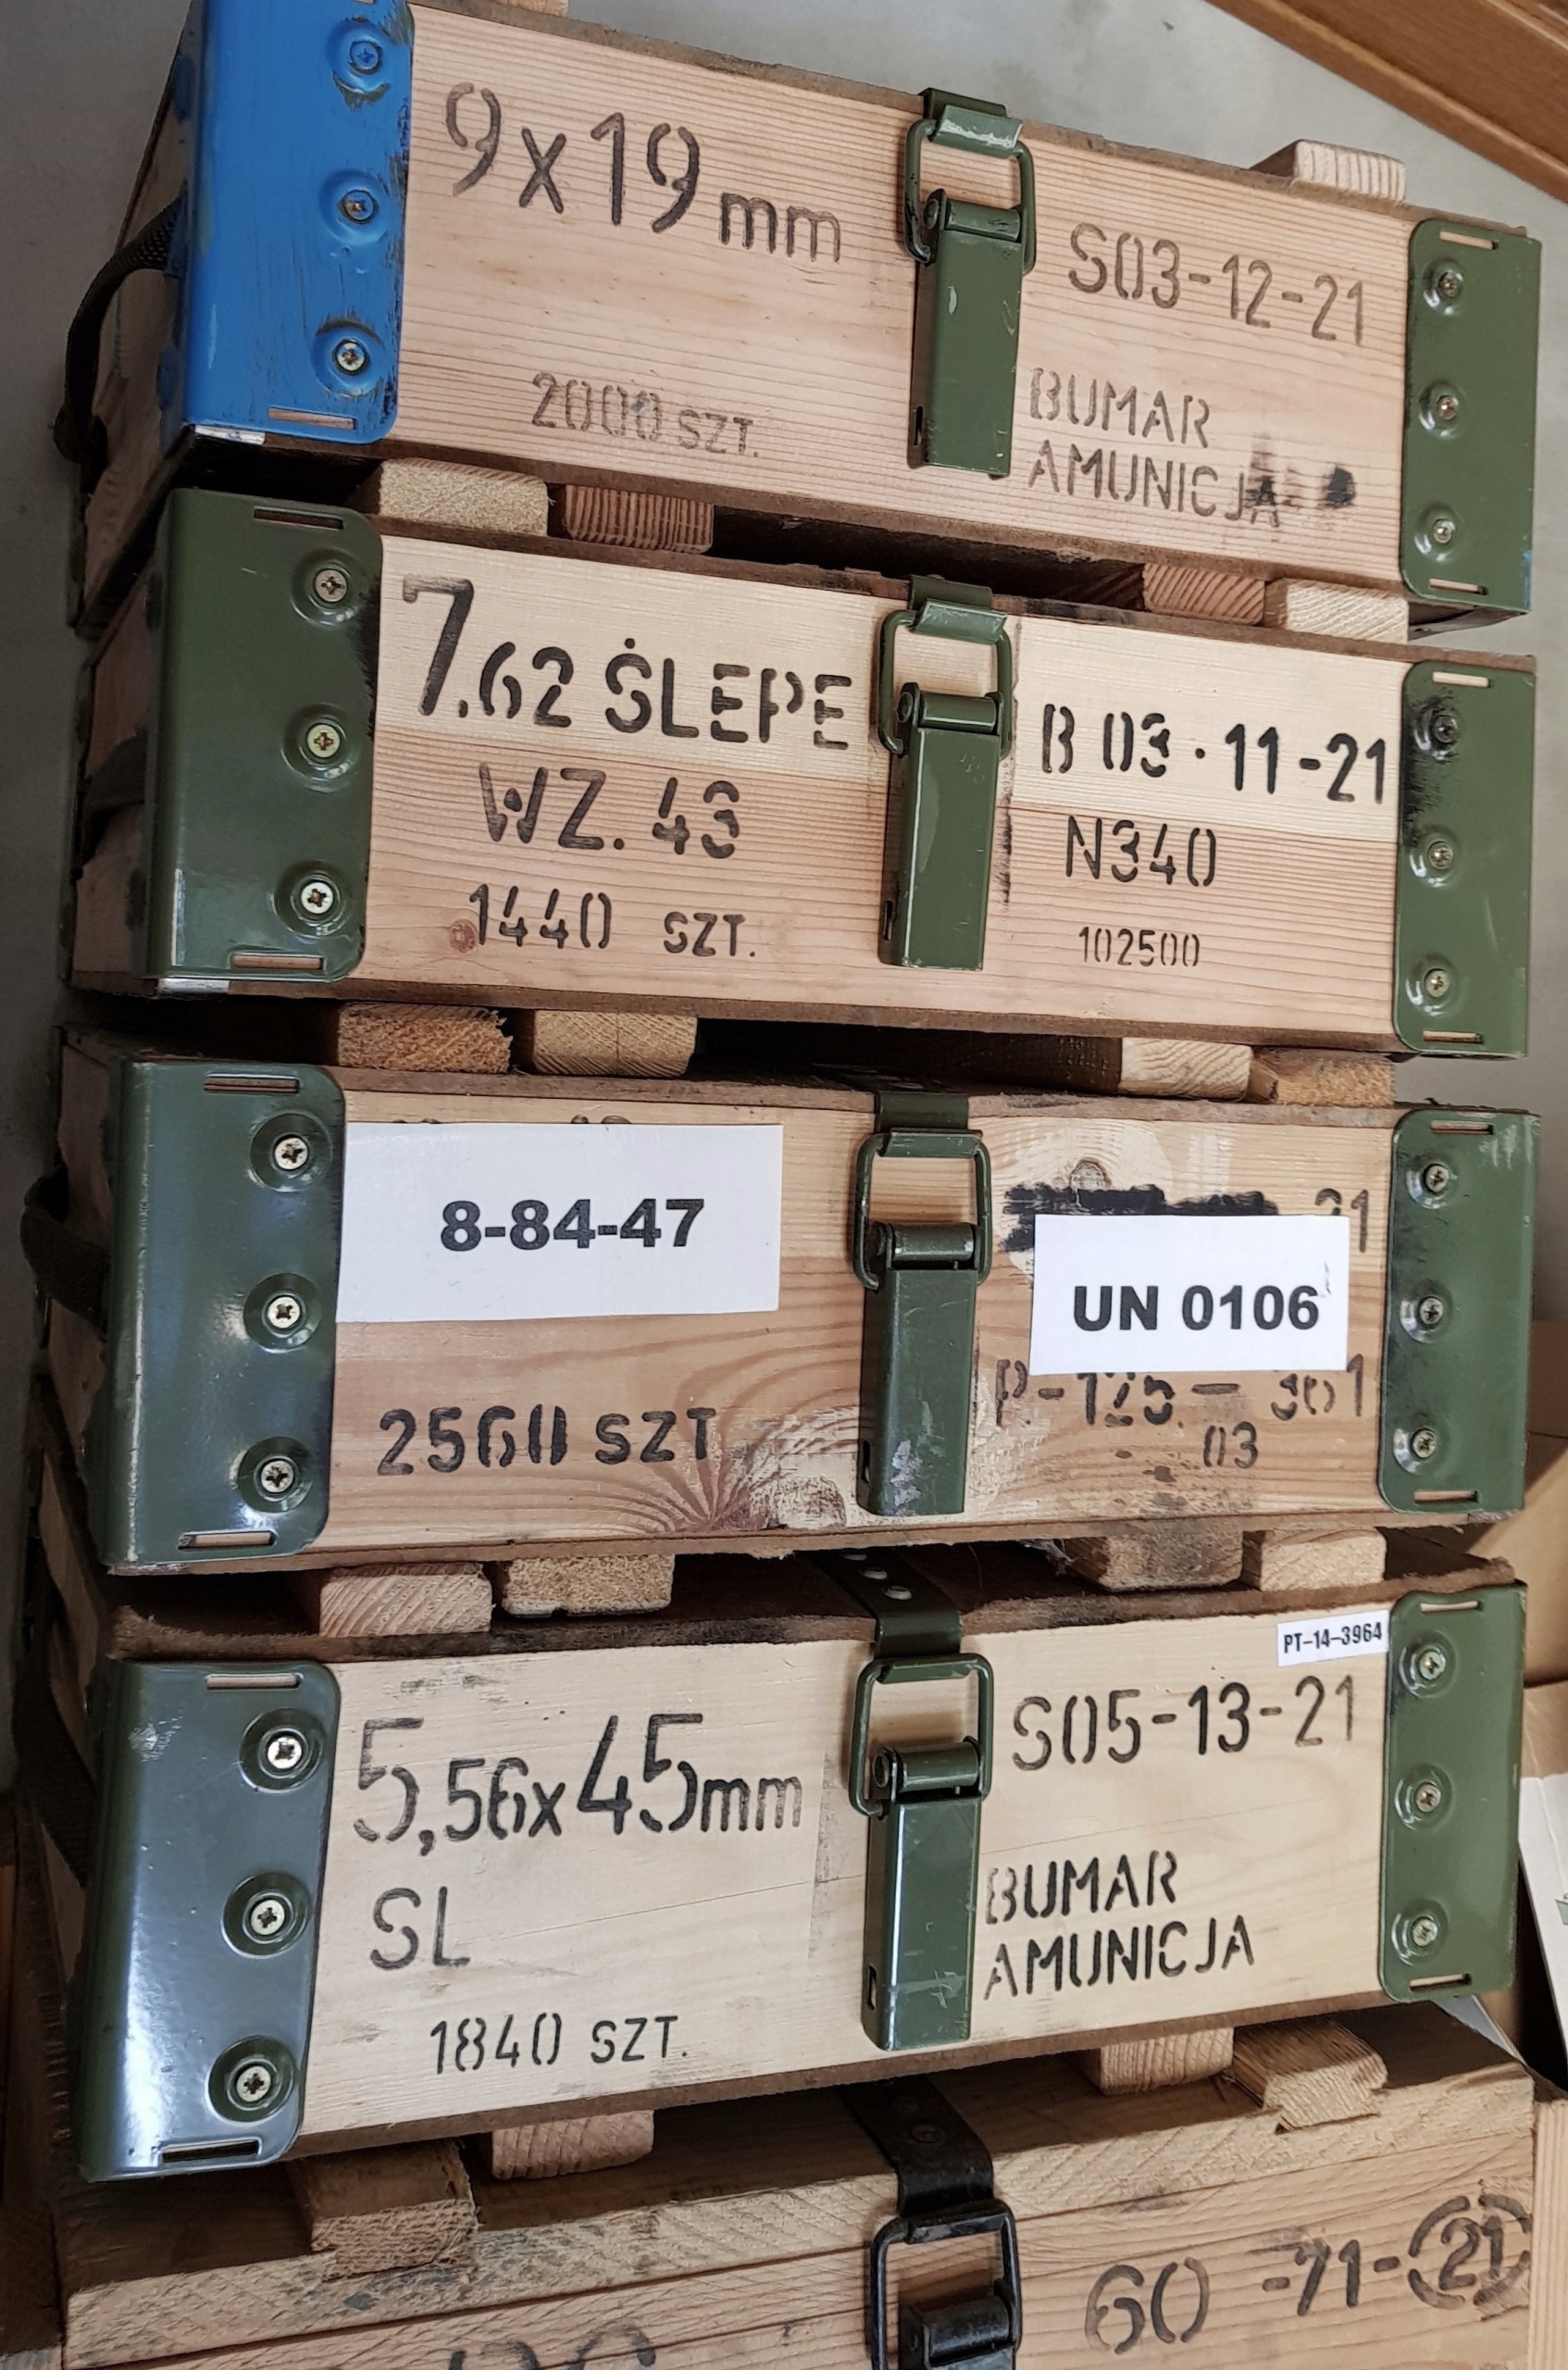 9x19mm
2000 SZT.
S03-12-21
BUMAR
AMUNICJA
7,62 ŚLEPE
WZ. 43
1440 SZT.
B 03·11-21
N340
102500
8-84-47
2560 SZT
21
UN 0106
03
PT-14-3964
5,56x45mm
SL
1840 SZT.
S05-13-21
BUMAR
AMUNICJA
60-71-21